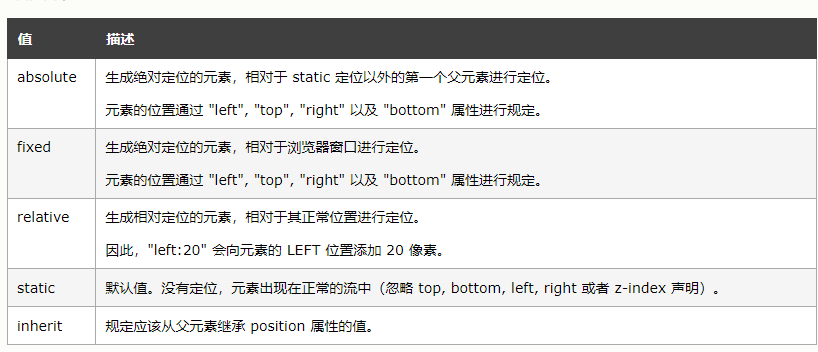 值 描述
absolute 生成绝对定位的元素，相对于 static 定位以外的第一个父元素进行定位。
元素的位置通过 "left", "top", "right" 以及 "bottom" 属性进行规定。
fixed 生成绝对定位的元素，相对于浏览器窗口进行定位。
元素的位置通过 "left", "top", "right" 以及 "bottom" 属性进行规定。
relative 生成相对定位的元素，相对于其正常位置进行定位。
因此，"left:20" 会向元素的 LEFT 位置添加 20 像素。
static 默认值。没有定位，元素出现在正常的流中（忽略 top, bottom, left, right 或者 z-index 声明）。
inherit 规定应该从父元素继承 position 属性的值。